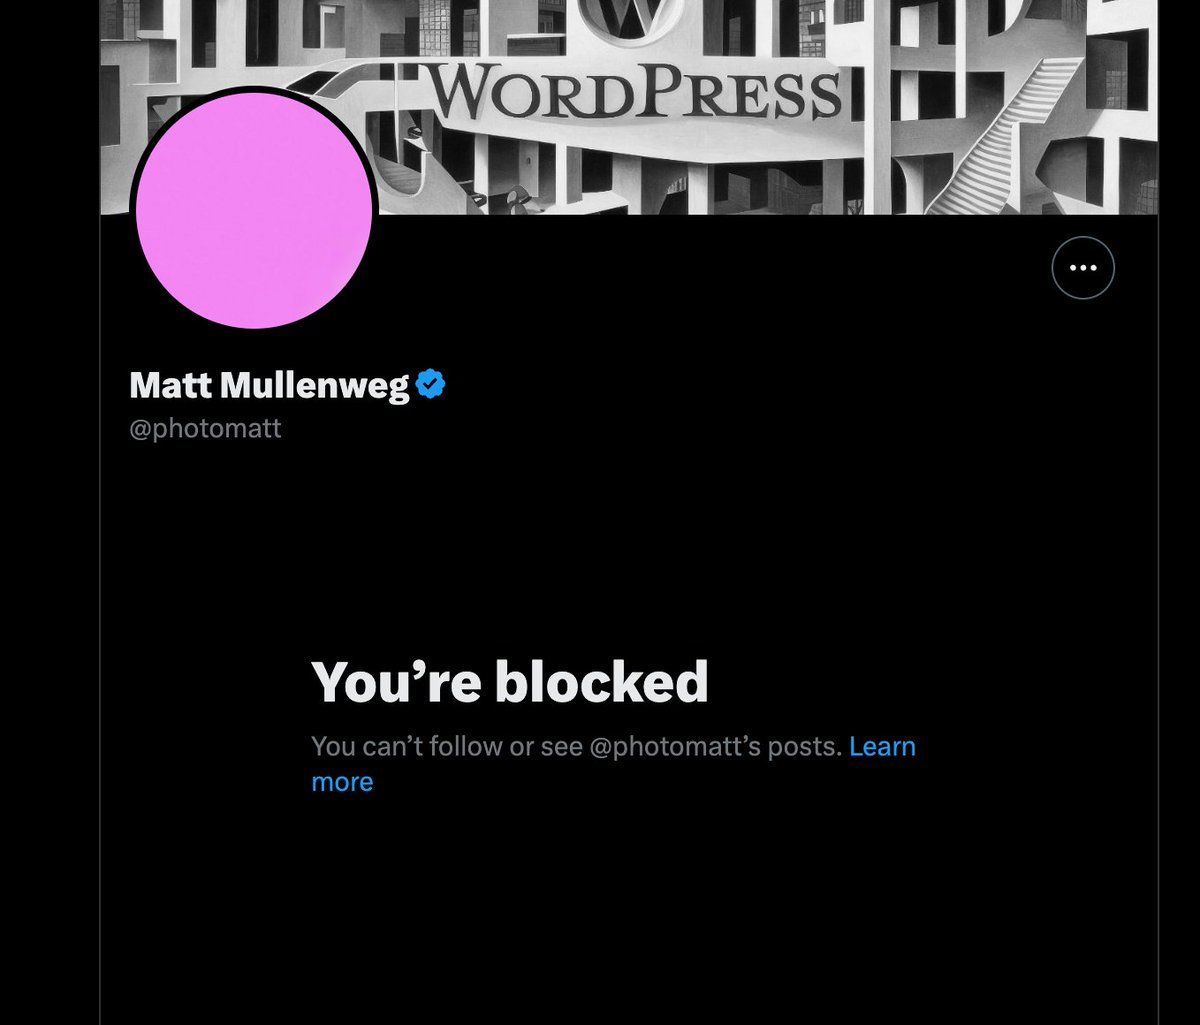 W
WORDPRESS
Matt Mullenweg
@photomatt
You’re blocked
You can’t follow or see @photomatt’s posts. Learn
more